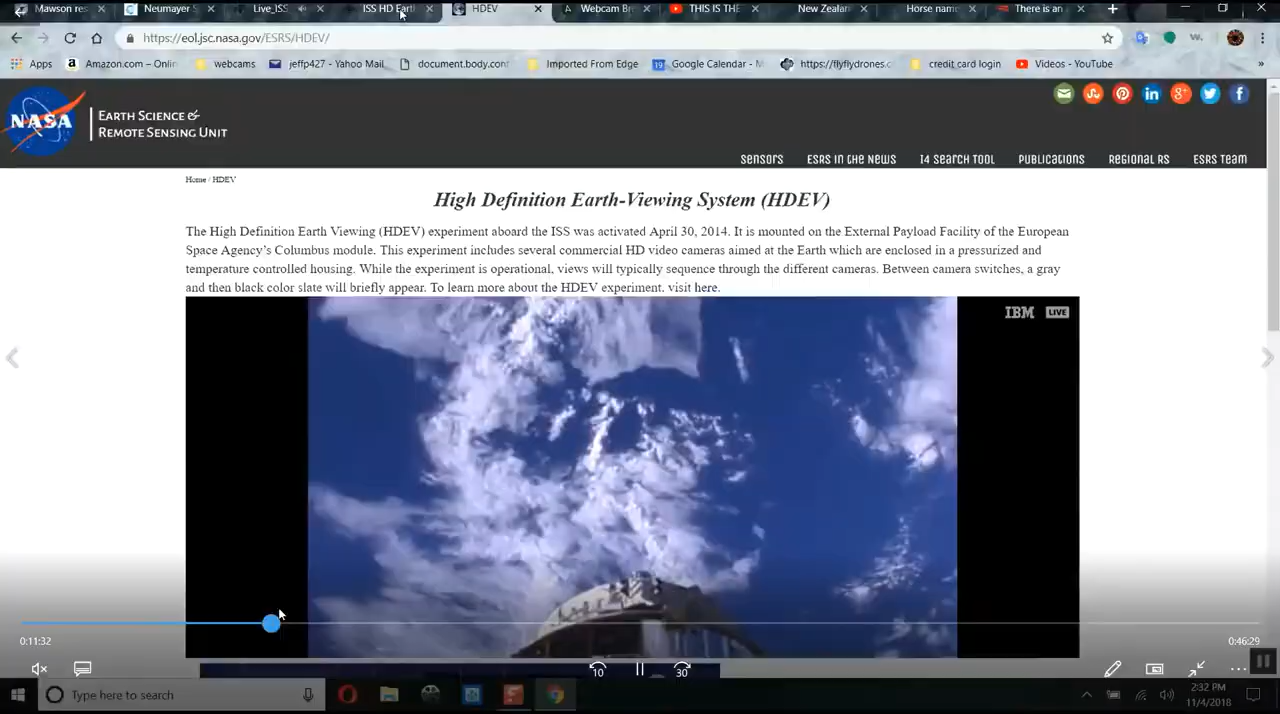 Mawson res
Neumayer S
Live_ISS
ISS HD Eart
HDEV
Webcam Br
THIS IS THE
New Zealan
Horse name
There is an
https://eol.jsc.nasa.gov/ESRS/HDEV/
Apps
Amazon.com – Onlin
webcams
jeffp427 - Yahoo Mail
document.body.cont
Imported From Edge
Google Calendar - M
https://flyflydrones.c
credit card login
Videos - YouTube
»
NASA
Earth Science &
Remote Sensing Unit
Sensors
ESRS in the News
I4 Search Tool
Publications
Regional RS
ESRS Team
Home / HDEV
High Definition Earth-Viewing System (HDEV)
The High Definition Earth Viewing (HDEV) experiment aboard the ISS was activated April 30, 2014. It is mounted on the External Payload Facility of the European
Space Agency's Columbus module. This experiment includes several commercial HD video cameras aimed at the Earth which are enclosed in a pressurized and
temperature controlled housing. While the experiment is operational, views will typically sequence through the different cameras. Between camera switches, a gray
and then black color slate will briefly appear. To learn more about the HDEV experiment, visit here.
IBM LIVE
0:11:32
0:46:29
10
30
Type here to search
2:32 PM
11/4/2018